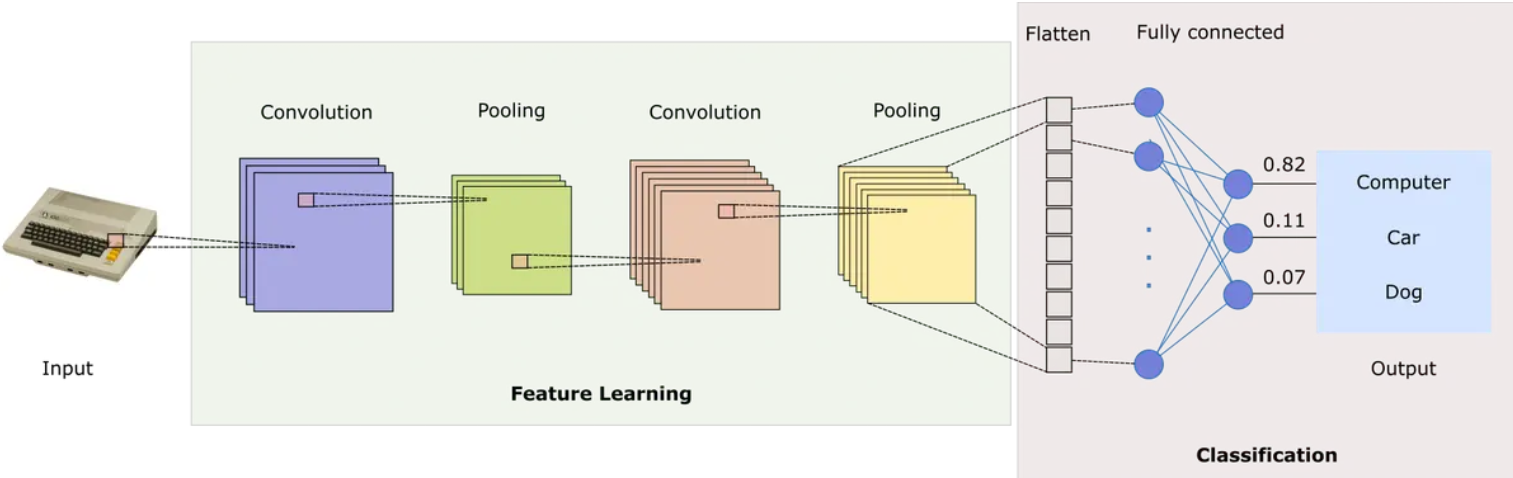 Flatten
Fully connected
Convolution
Pooling
Convolution
Pooling
0.82
Computer
0.11
Car
0.07
Dog
Input
Output
Feature Learning
Classification